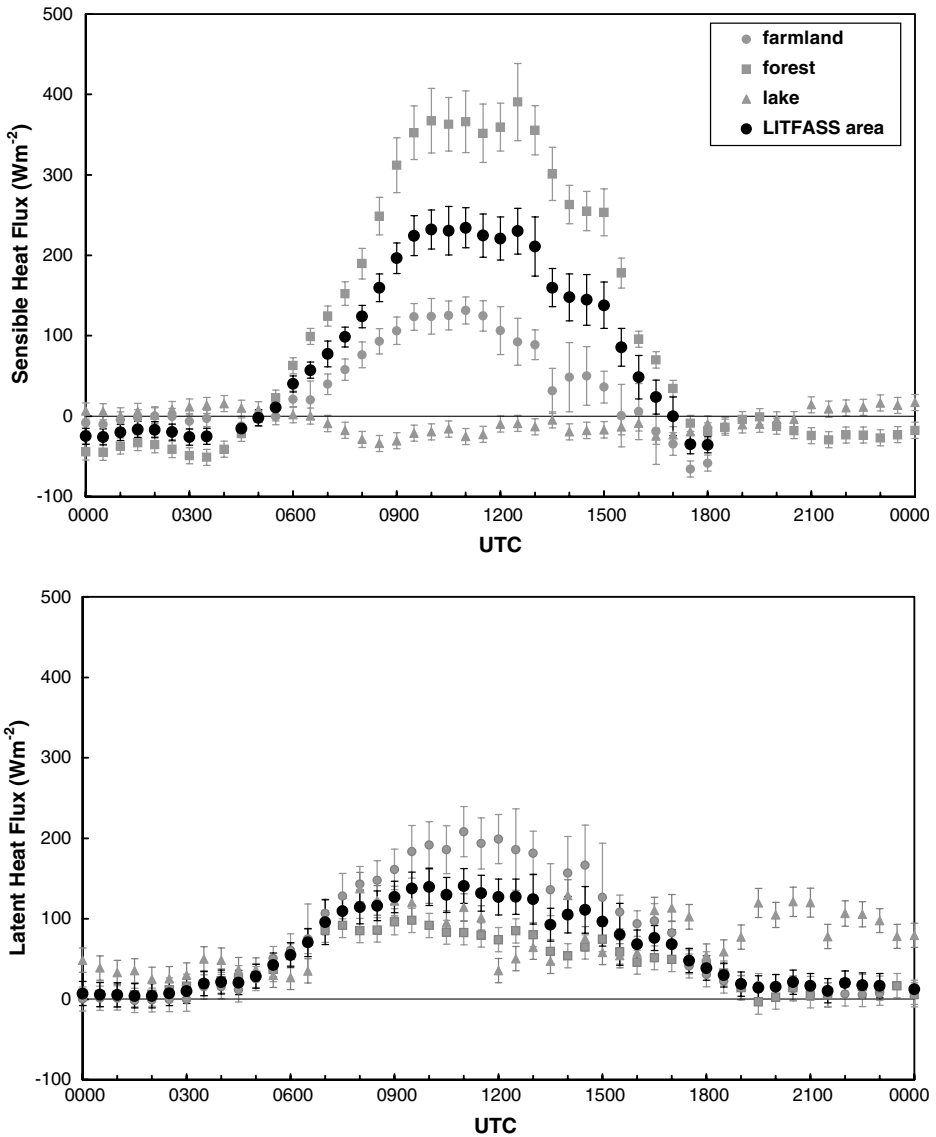 500
400
300
200
100
0
-100
Sensible Heat Flux (Wm-2)
farmland
forest
lake
LITFASS area
0000 0300 0600 0900 1200 1500 1800 2100 0000
UTC
500
400
300
200
100
0
-100
Latent Heat Flux (Wm-2)
0000 0300 0600 0900 1200 1500 1800 2100 0000
UTC